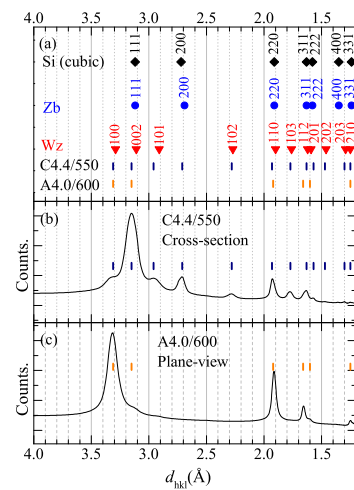 4.0 3.5 3.0 2.5 2.0 1.5
(a)
Si (cubic)
111 200 220 311 222 400 331
Zb
111 200 220 311 222 400 331
Wz
100 002 101 102 110 103 112 201 202 203 210
C4.4/550
A4.0/600
(b)
C4.4/550
Cross-section
Counts.
(c)
A4.0/600
Plane-view
Counts.
4.0 3.5 3.0 2.5 2.0 1.5
dhkl(Å)